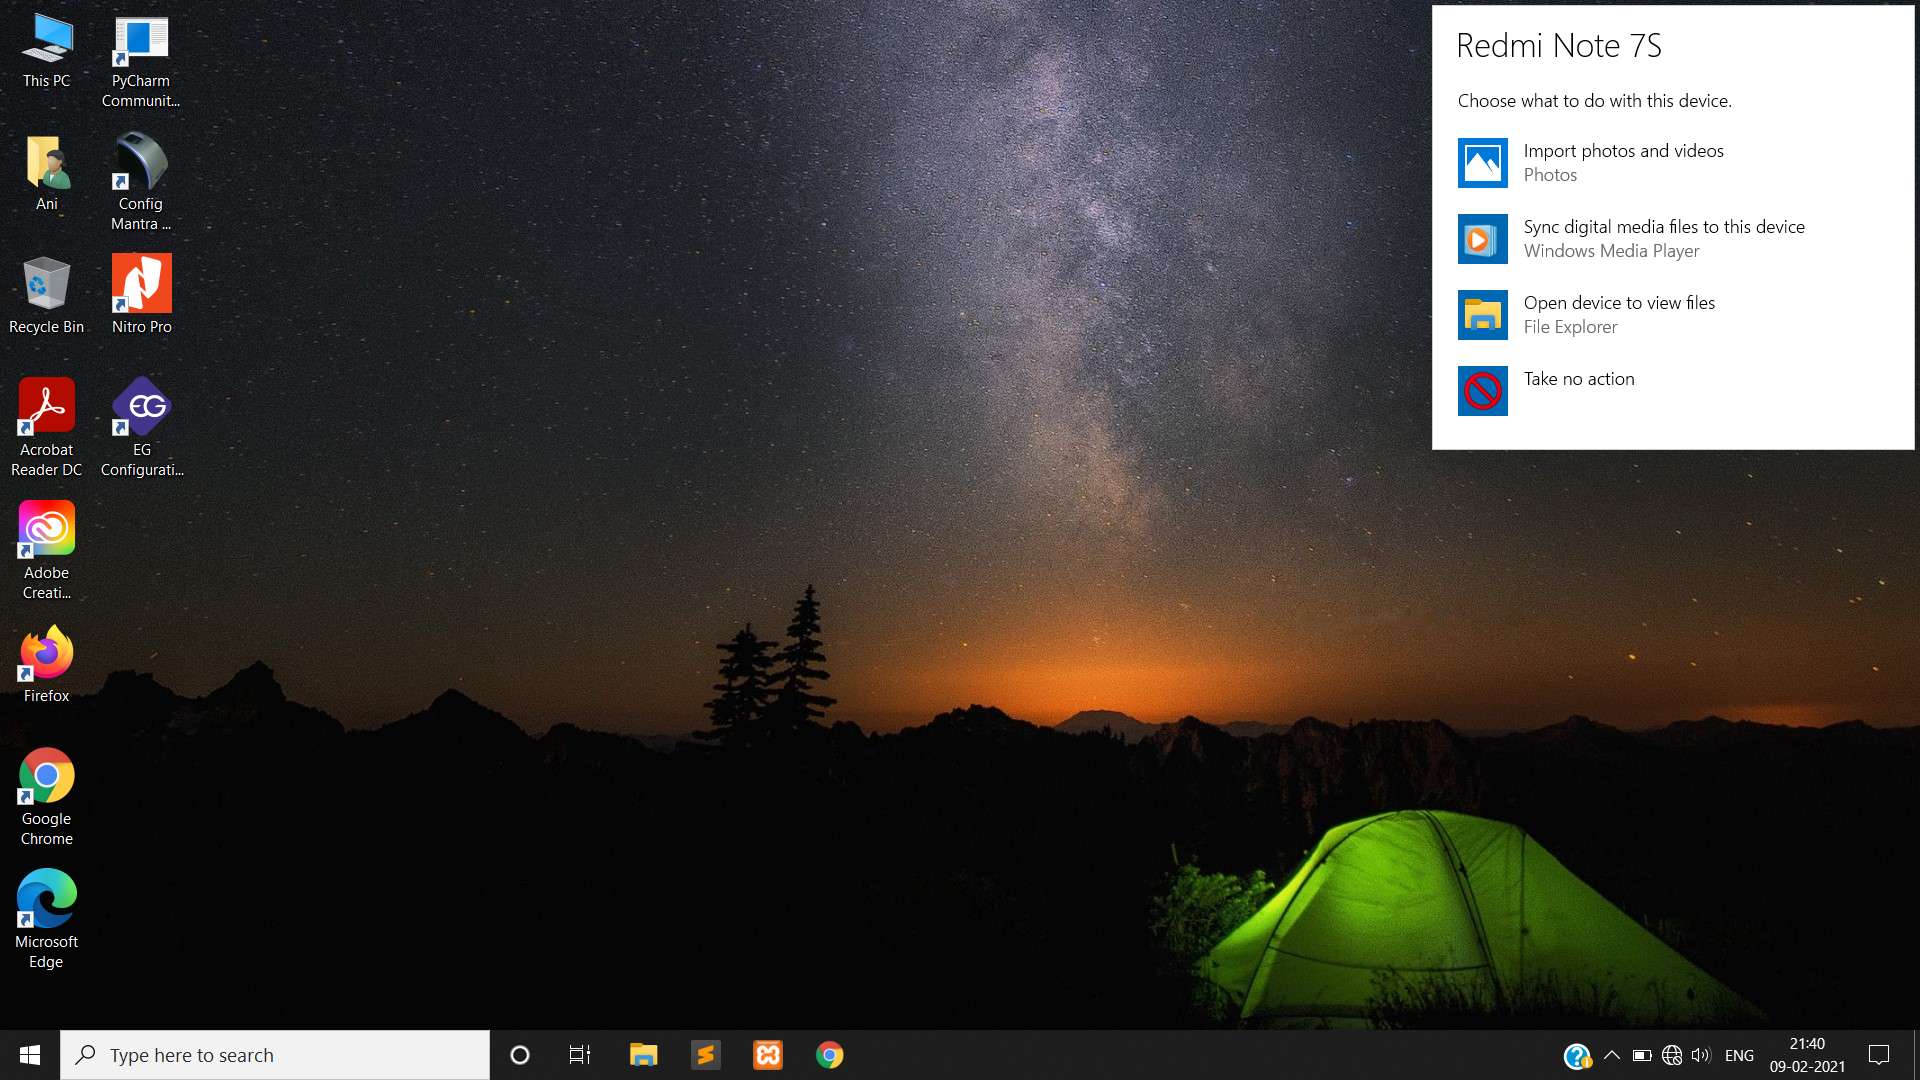 This PC
PyCharm
Communit...
Ani
Config
Mantra ...
Recycle Bin
Nitro Pro
Acrobat
Reader DC
EG
EG
Configurati...
Adobe
Creati...
Firefox
Google
Chrome
Microsoft
Edge
Redmi Note 7S
Choose what to do with this device.
Import photos and videos
Photos
Sync digital media files to this device
Windows Media Player
Open device to view files
File Explorer
Take no action
Type here to search
ENG
21:40
09-02-2021